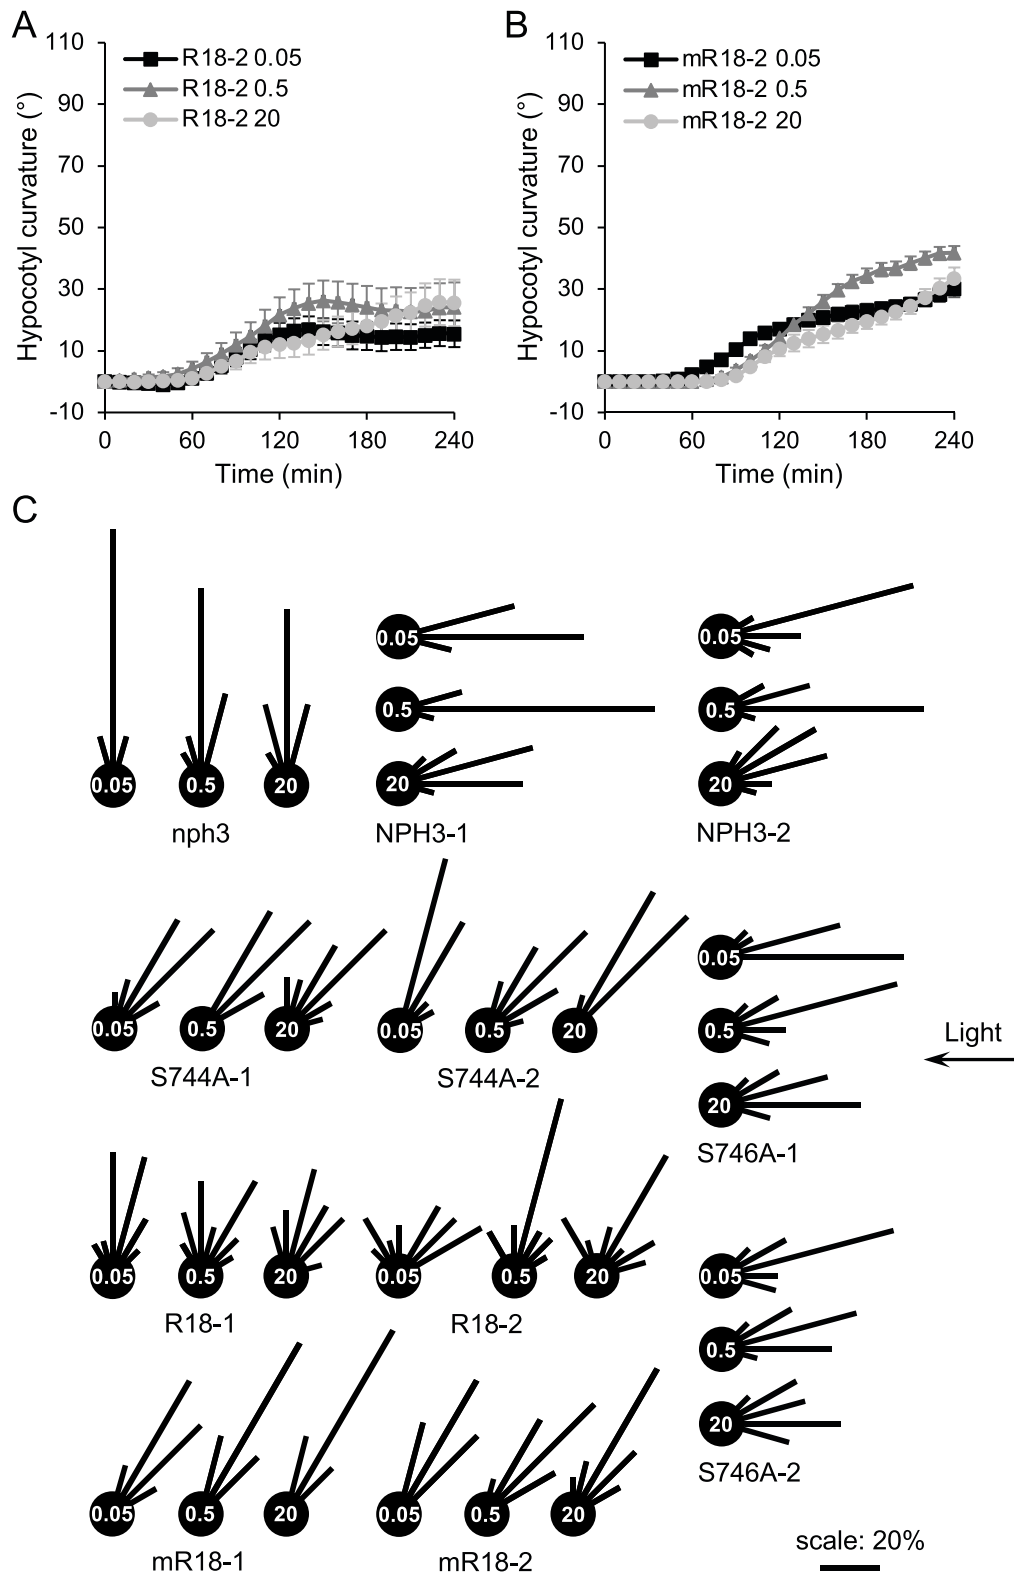 A
B
R18-2 0.05
R18-2 0.5
R18-2 20
mR18-2 0.05
mR18-2 0.5
mR18-2 20
Hypocotyl curvature (°)
110
90
70
50
30
10
-10
0 60 120 180 240
Time (min)
Hypocotyl curvature (°)
110
90
70
50
30
10
-10
0 60 120 180 240
Time (min)
C
0.05 0.5 20
nph3
0.05
0.5
20
NPH3-1
0.05
0.5
20
NPH3-2
0.05 0.5 20
S744A-1
0.05 0.5 20
S744A-2
0.05
0.5
20
S746A-1
Light
0.05 0.5 20
R18-1
0.05 0.5 20
R18-2
0.05
0.5
20
S746A-2
0.05 0.5 20
mR18-1
0.05 0.5 20
mR18-2
scale: 20%